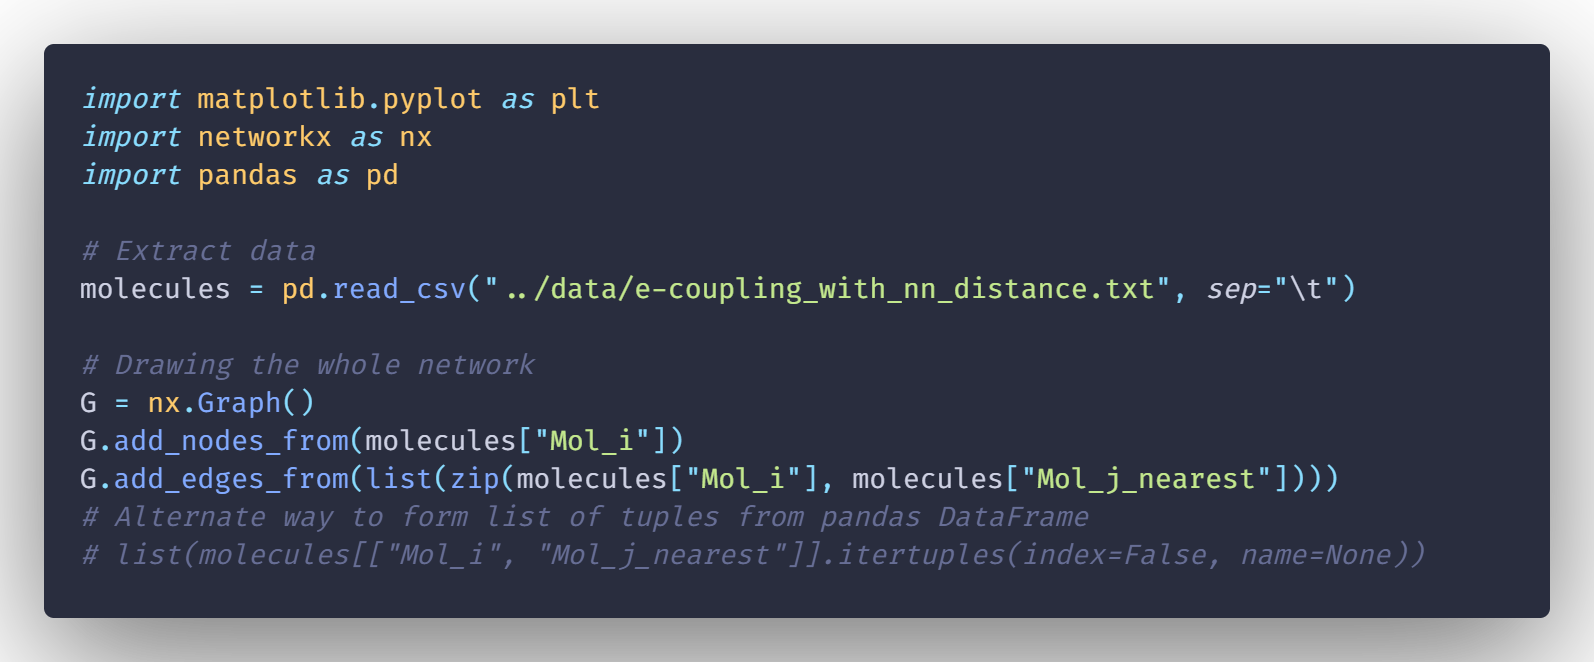 import matplotlib.pyplot as plt
import networkx as nx
import pandas as pd
# Extract data
molecules = pd.read_csv("../data/e-coupling_with_nn_distance.txt", sep="\t")
# Drawing the whole network
G = nx.Graph()
G.add_nodes_from(molecules["Mol_i"])
G.add_edges_from(list(zip(molecules["Mol_i"], molecules["Mol_j_nearest"])))
# Alternate way to form list of tuples from pandas DataFrame
# list(molecules[["Mol_i", "Mol_j_nearest"]].itertuples(index=False, name=None))